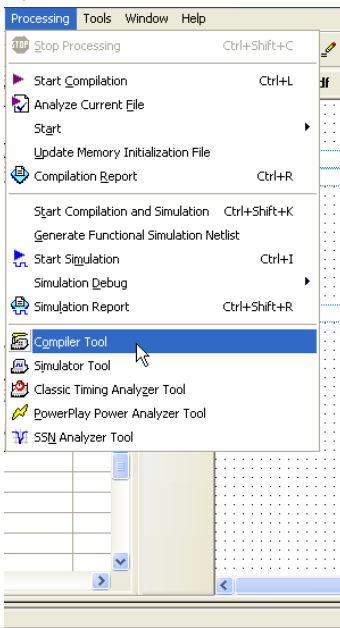 Processing Tools Window Help
STOP Stop Processing Ctrl+Shift+C
df
Start Compilation Ctrl+L
Analyze Current File
Start
Update Memory Initialization File
Compilation Report Ctrl+R
Start Compilation and Simulation Ctrl+Shift+K
Generate Functional Simulation Netlist
Start Simulation Ctrl+I
Simulation Debug
Simulation Report Ctrl+Shift+R
Compiler Tool
Simulator Tool
Classic Timing Analyzer Tool
PowerPlay Power Analyzer Tool
SSN Analyzer Tool